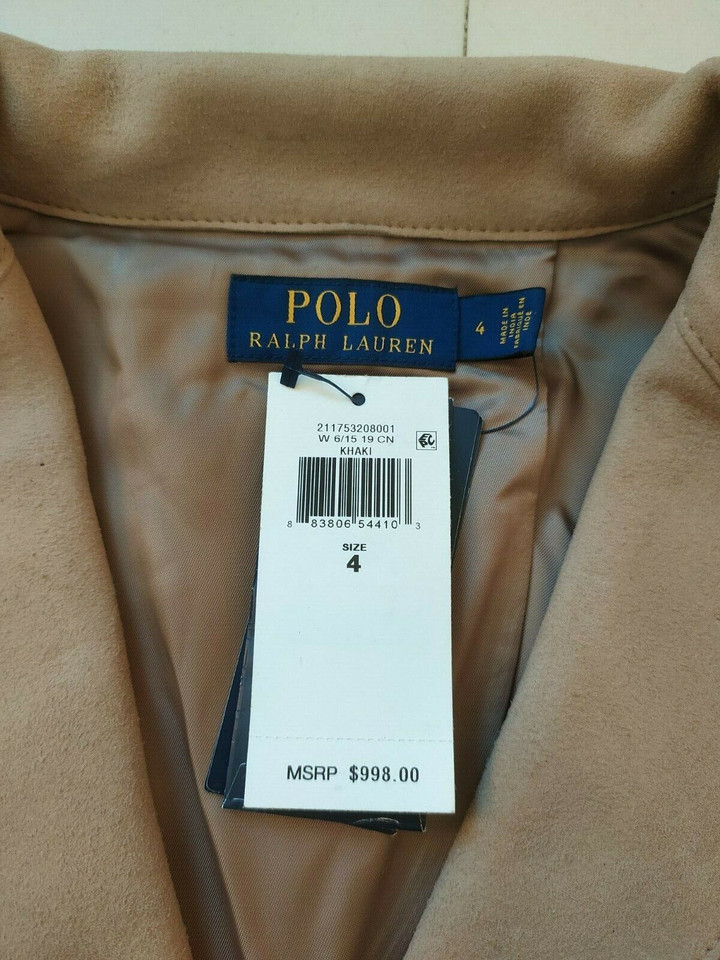 POLO
RALPH LAUREN
4
MADE IN
INDIA
FABRIQUÉ EN
INDE
211753208001
W 6/15 19 CN
KHAKI
8 83806 54410 3
SIZE
4
MSRP $998.00